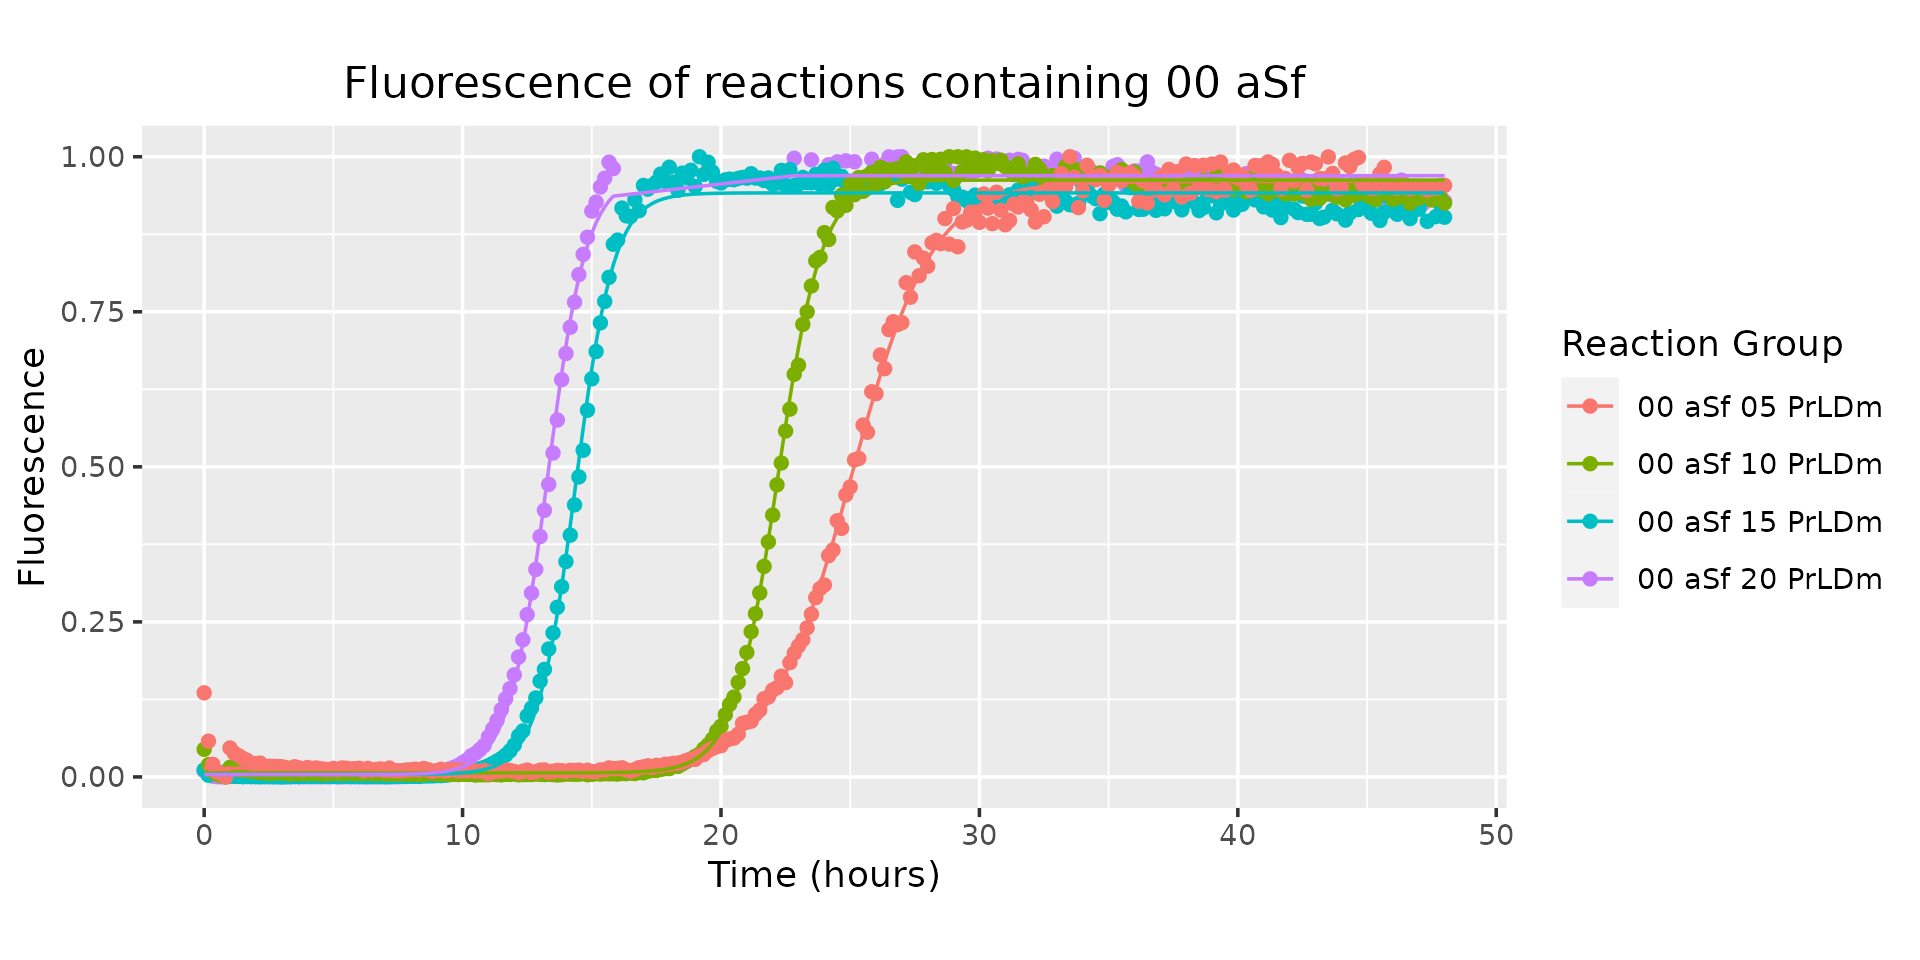 Fluorescence of reactions containing 00 aSf
1.00
0.75
0.50
0.25
0.00
Fluorescence
0 10 20 30 40 50
Time (hours)
Reaction Group
00 aSf 05 PrLDm
00 aSf 10 PrLDm
00 aSf 15 PrLDm
00 aSf 20 PrLDm